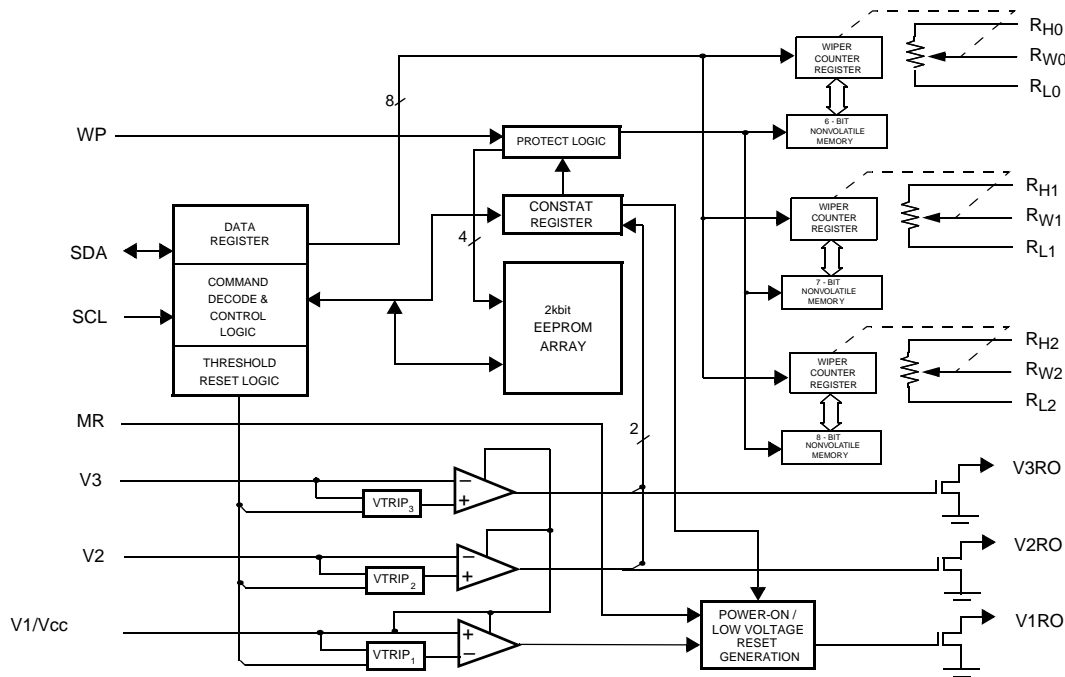 RH0
WIPER
COUNTER
REGISTER
RW0
RL0
8
WP
PROTECT LOGIC
6 - BIT
NONVOLATILE
MEMORY
RH1
CONSTAT
REGISTER
WIPER
COUNTER
REGISTER
RW1
DATA
REGISTER
4
RL1
SDA
COMMAND
DECODE &
CONTROL
LOGIC
2kbit
EEPROM
ARRAY
7 - BIT
NONVOLATILE
MEMORY
SCL
RH2
WIPER
COUNTER
REGISTER
RW2
THRESHOLD
RESET LOGIC
RL2
MR
2
8 - BIT
NONVOLATILE
MEMORY
V3
VTRIP3
V3RO
V2
VTRIP2
V2RO
V1/Vcc
VTRIP1
POWER-ON /
LOW VOLTAGE
RESET
GENERATION
V1RO